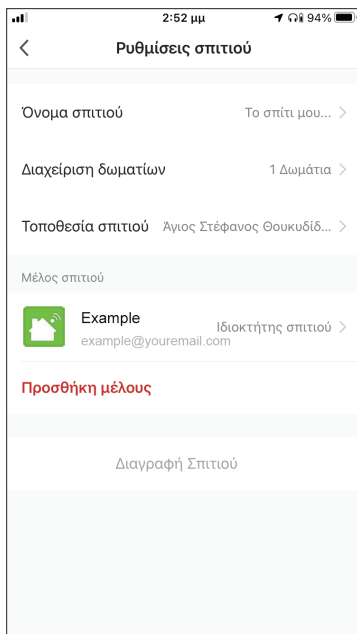 2:52 μμ
94%
Ρυθμίσεις σπιτιού
Όνομα σπιτιού
Το σπίτι μου...
Διαχείριση δωματίων
1 Δωμάτια
Τοποθεσία σπιτιού
Άγιος Στέφανος Θουκυδίδ...
Μέλος σπιτιού
Example
Ιδιοκτήτης σπιτιού
example@youremail.com
Προσθήκη μέλους
Διαγραφή Σπιτιού